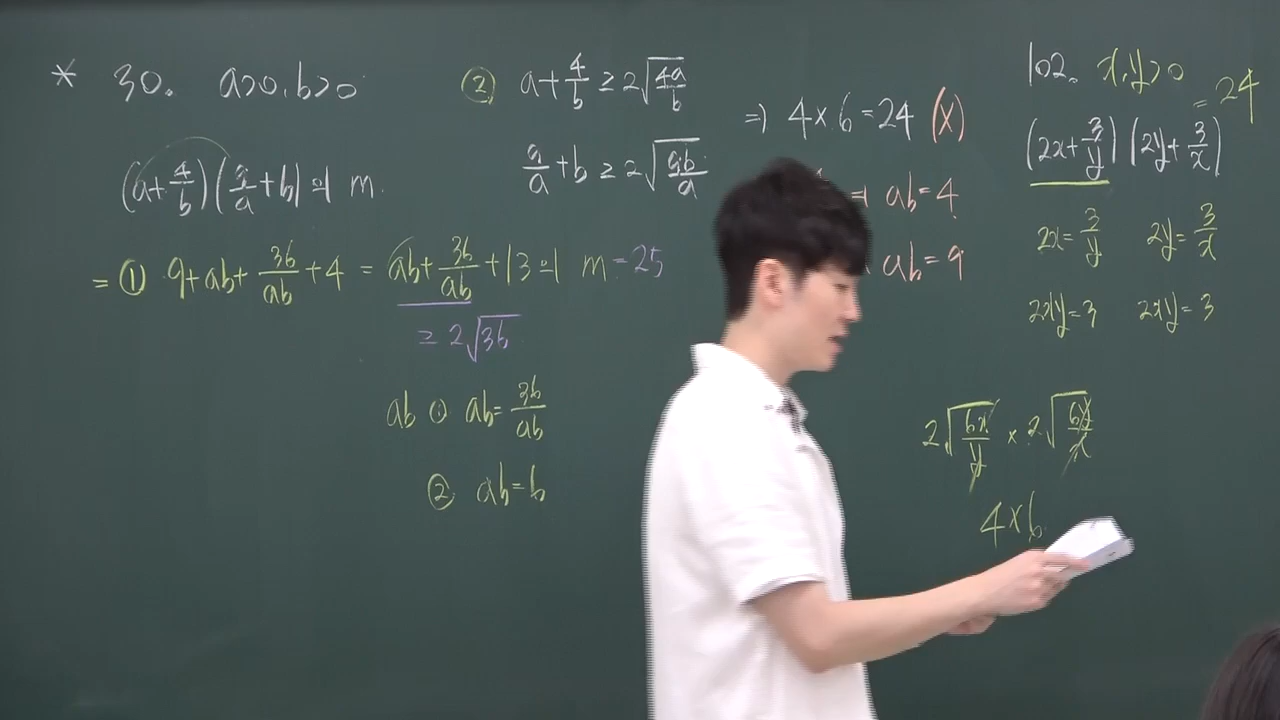 * 30. a>0, b>0
(a+4/b)(9/a+b)의 m.
= ① 9+ab+36/ab+4 = ab+36/ab+13의 m=25
≥2√36
ab ① ab=36/ab
② ab=6
② a+4/b≥2√(4a/b)
9/a+b≥2√(9b/a)
⇒ 4×6=24 (X)
ab=4
ab=9
102. x,y>0
(2x+3/y)(2y+3/x) =24
2x=3/y 2y=3/x
2xy=3 2xy=3
2√(6x/y) × 2√(6y/x)
4×6